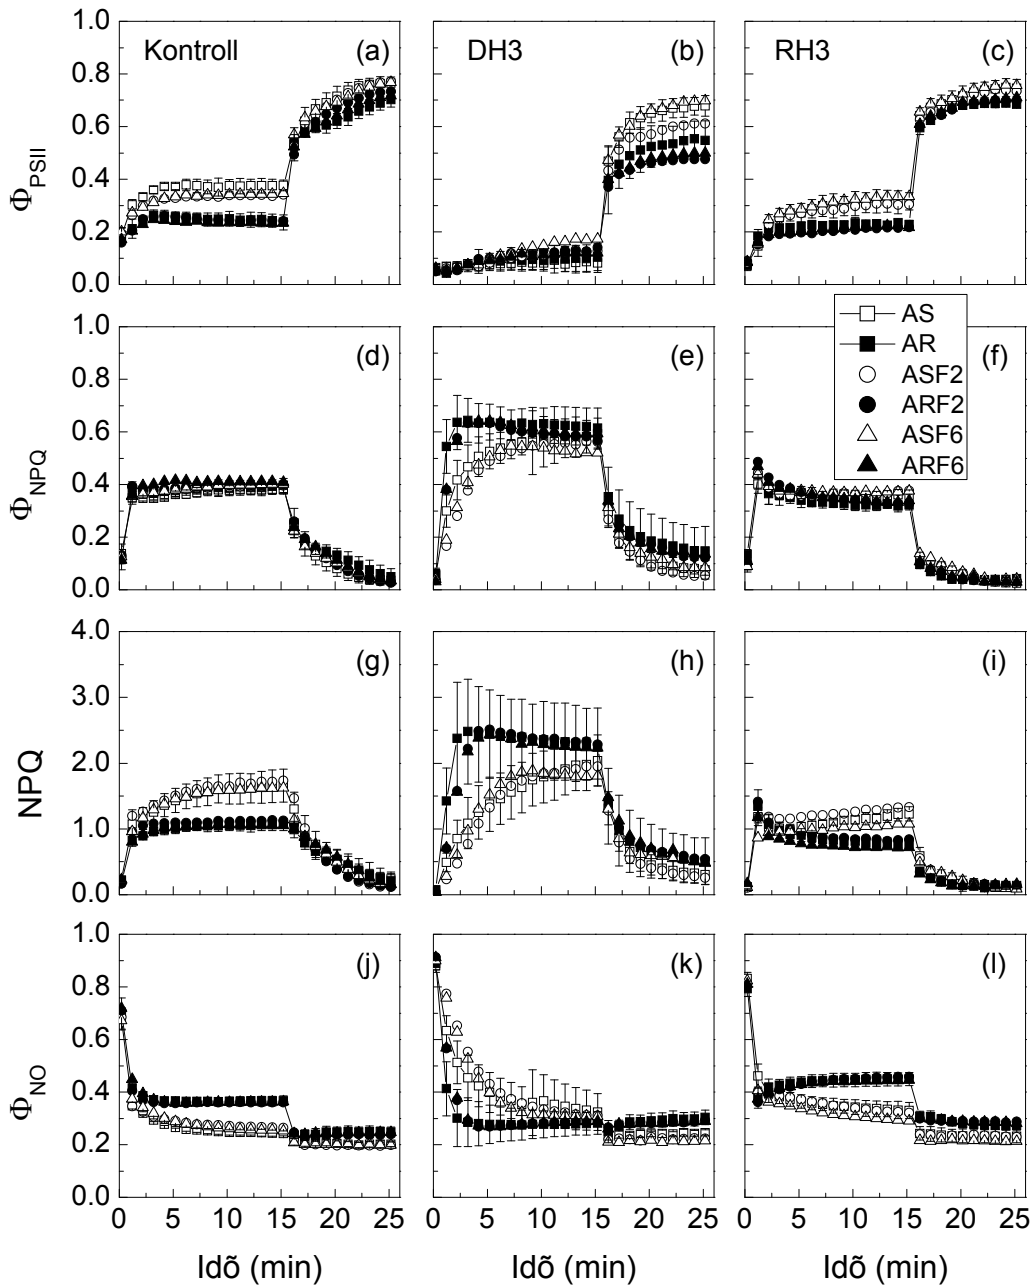 1.0
0.8
0.6
0.4
0.2
0.0
Φ_PSII
Kontroll
(a)
DH3
(b)
RH3
(c)
1.0
0.8
0.6
0.4
0.2
0.0
Φ_NPQ
(d)
(e)
(f)
AS
AR
ASF2
ARF2
ASF6
ARF6
4.0
3.0
2.0
1.0
0.0
NPQ
(g)
(h)
(i)
1.0
0.8
0.6
0.4
0.2
0.0
Φ_NO
(j)
(k)
(l)
0 5 10 15 20 25
0 5 10 15 20 25
0 5 10 15 20 25
Idõ (min)
Idõ (min)
Idõ (min)